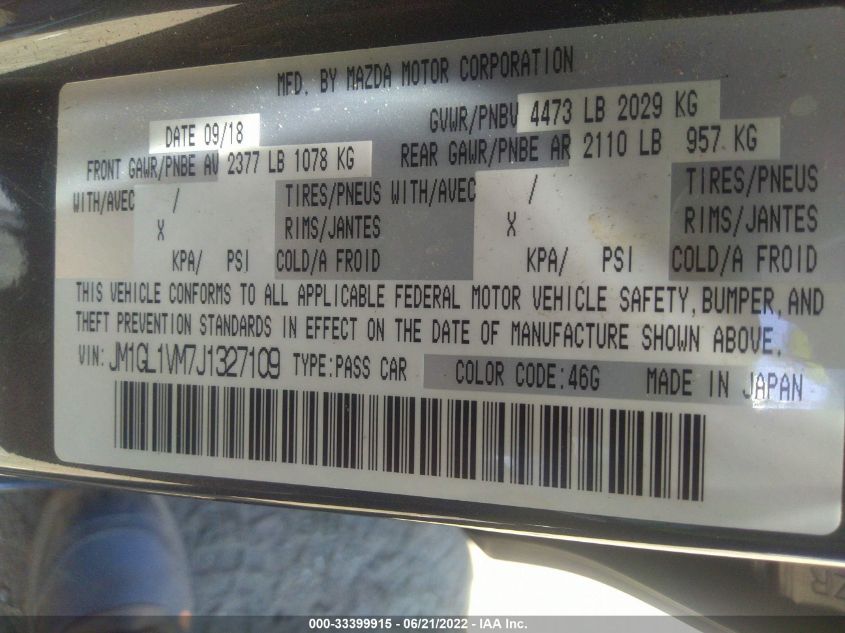 MFD. BY MAZDA MOTOR CORPORATION
DATE 09/18
GVWR/PNBV 4473 LB 2029 KG
FRONT GAWR/PNBE AV 2377 LB 1078 KG
REAR GAWR/PNBE AR 2110 LB 957 KG
WITH/AVEC / TIRES/PNEUS WITH/AVEC / TIRES/PNEUS
X RIMS/JANTES X RIMS/JANTES
KPA/ PSI COLD/A FROID KPA/ PSI COLD/A FROID
THIS VEHICLE CONFORMS TO ALL APPLICABLE FEDERAL MOTOR VEHICLE SAFETY, BUMPER, AND
THEFT PREVENTION STANDARDS IN EFFECT ON THE DATE OF MANUFACTURE SHOWN ABOVE.
VIN: JM1GL1VM7J1327109 TYPE: PASS CAR COLOR CODE: 46G MADE IN JAPAN
000-33399915 - 06/21/2022 - IAA Inc.